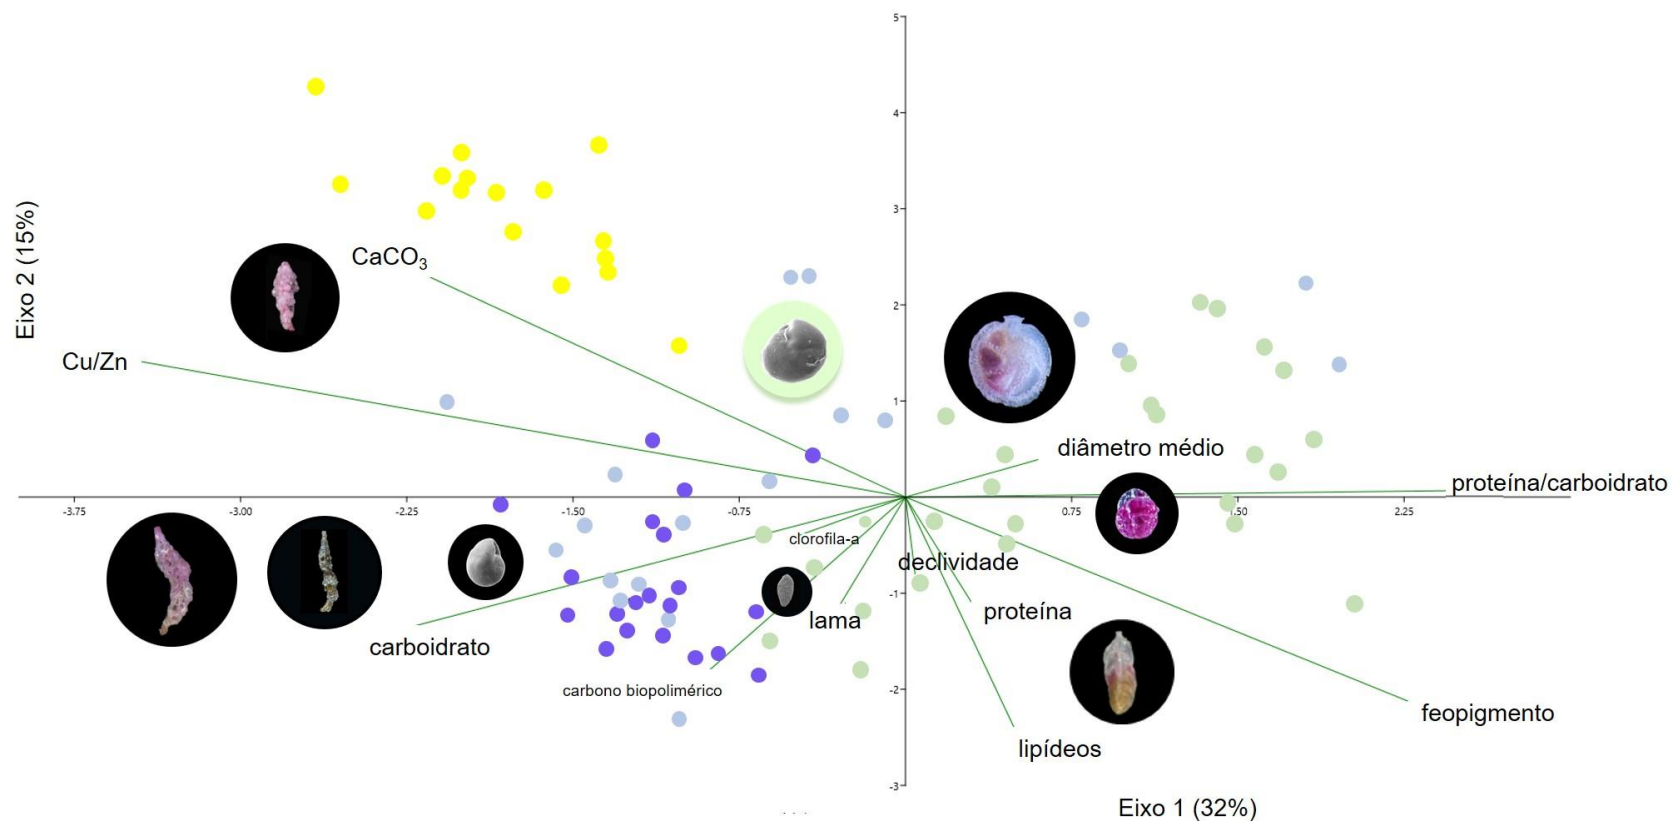 5
4
3
2
1
-1
-2
-3
Eixo 2 (15%)
CaCO₃
Cu/Zn
diâmetro médio
proteína/carboidrato
-3.75
-3.00
-2.25
-1.50
-0.75
0.75
1.50
2.25
clorofila-a
declividade
lama
proteína
carboidrato
carbono biopolimérico
feopigmento
lipídeos
Eixo 1 (32%)